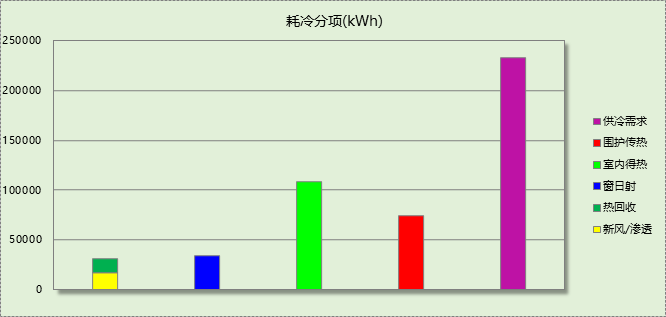 耗冷分项(kWh)
250000
200000
150000
100000
50000
0
供冷需求
围护传热
室内得热
窗日射
热回收
新风/渗透